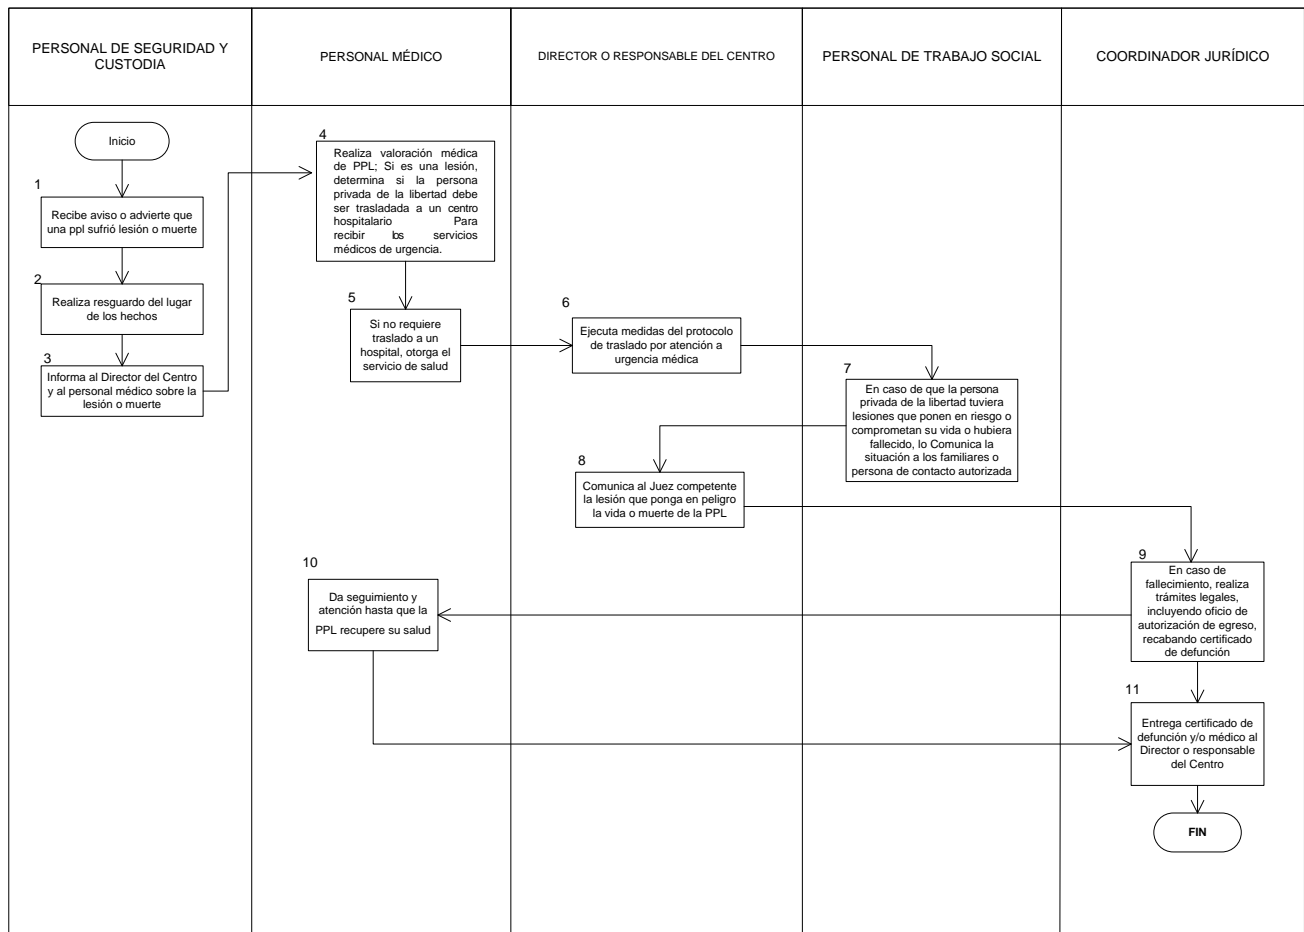 PERSONAL DE SEGURIDAD Y
CUSTODIA
PERSONAL MÉDICO
DIRECTOR O RESPONSABLE DEL CENTRO
PERSONAL DE TRABAJO SOCIAL
COORDINADOR JURÍDICO
Inicio
1
Recibe aviso o advierte que
una ppl sufrió lesión o muerte
2
Realiza resguardo del lugar
de los hechos
3
Informa al Director del Centro
y al personal médico sobre la
lesión o muerte
4
Realiza valoración médica
de PPL; Si es una lesión,
determina si la persona
privada de la libertad debe
ser trasladada a un centro
hospitalario Para
recibir los servicios
médicos de urgencia.
5
Si no requiere
traslado a un
hospital, otorga el
servicio de salud
6
Ejecuta medidas del protocolo
de traslado por atención a
urgencia médica
7
En caso de que la persona
privada de la libertad tuviera
lesiones que ponen en riesgo o
comprometan su vida o hubiera
fallecido, lo Comunica la
situación a los familiares o
persona de contacto autorizada
8
Comunica al Juez competente
la lesión que ponga en peligro
la vida o muerte de la PPL
9
En caso de
fallecimiento, realiza
trámites legales,
incluyendo oficio de
autorización de egreso,
recabando certificado
de defunción
10
Da seguimiento y
atención hasta que la
PPL recupere su salud
11
Entrega certificado de
defunción y/o médico al
Director o responsable
del Centro
FIN